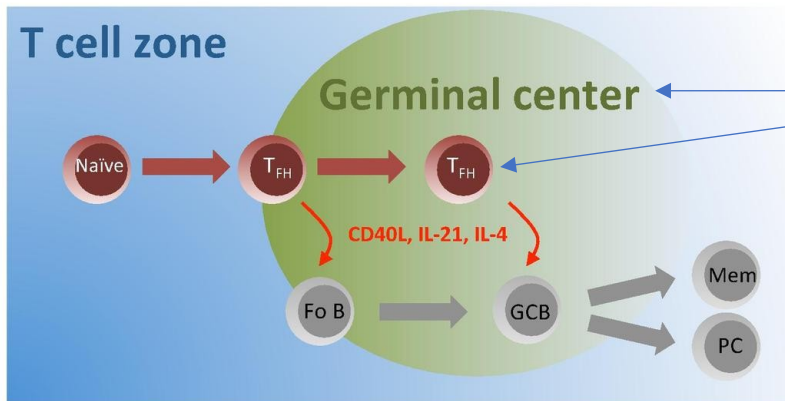 T cell zone
Germinal center
Naïve
TFH
TFH
CD40L, IL-21, IL-4
Fo B
GCB
Mem
PC